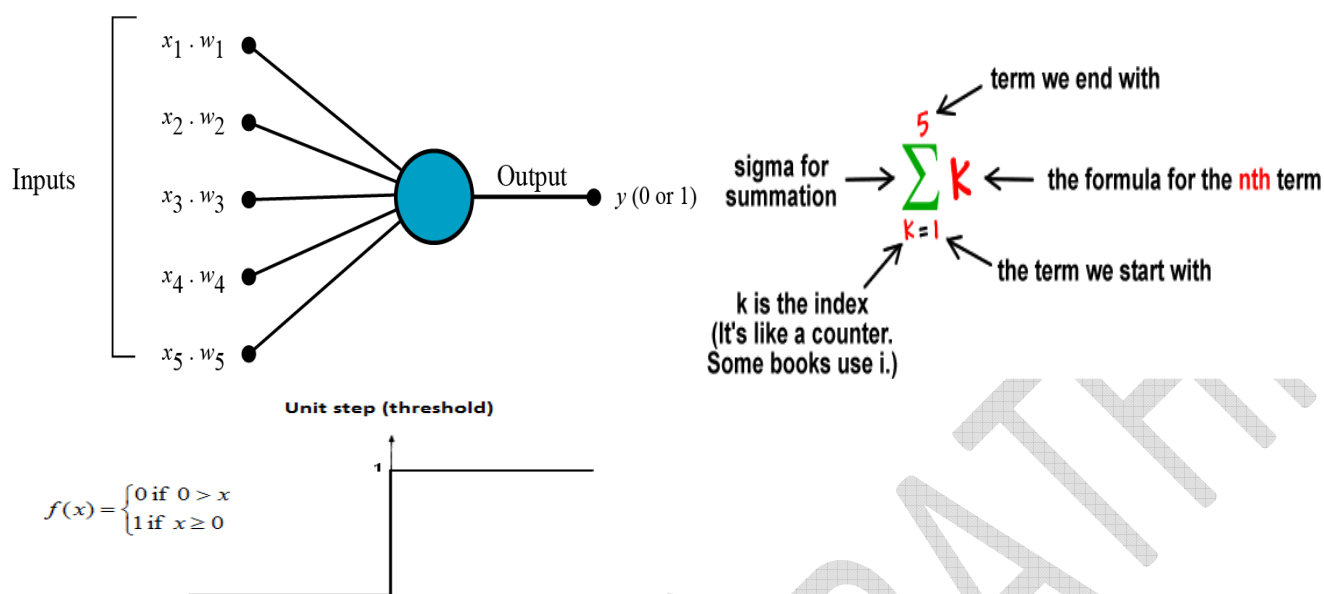 x₁ . w₁
x₂ . w₂
Inputs
x₃ . w₃
x₄ . w₄
x₅ . w₅
Output
y (0 or 1)
term we end with
5
sigma for
summation
∑ K
the formula for the nth term
K = 1
the term we start with
k is the index
(It's like a counter.
Some books use i.)
Unit step (threshold)
1
f(x) = {0 if 0 > x
1 if x ≥ 0